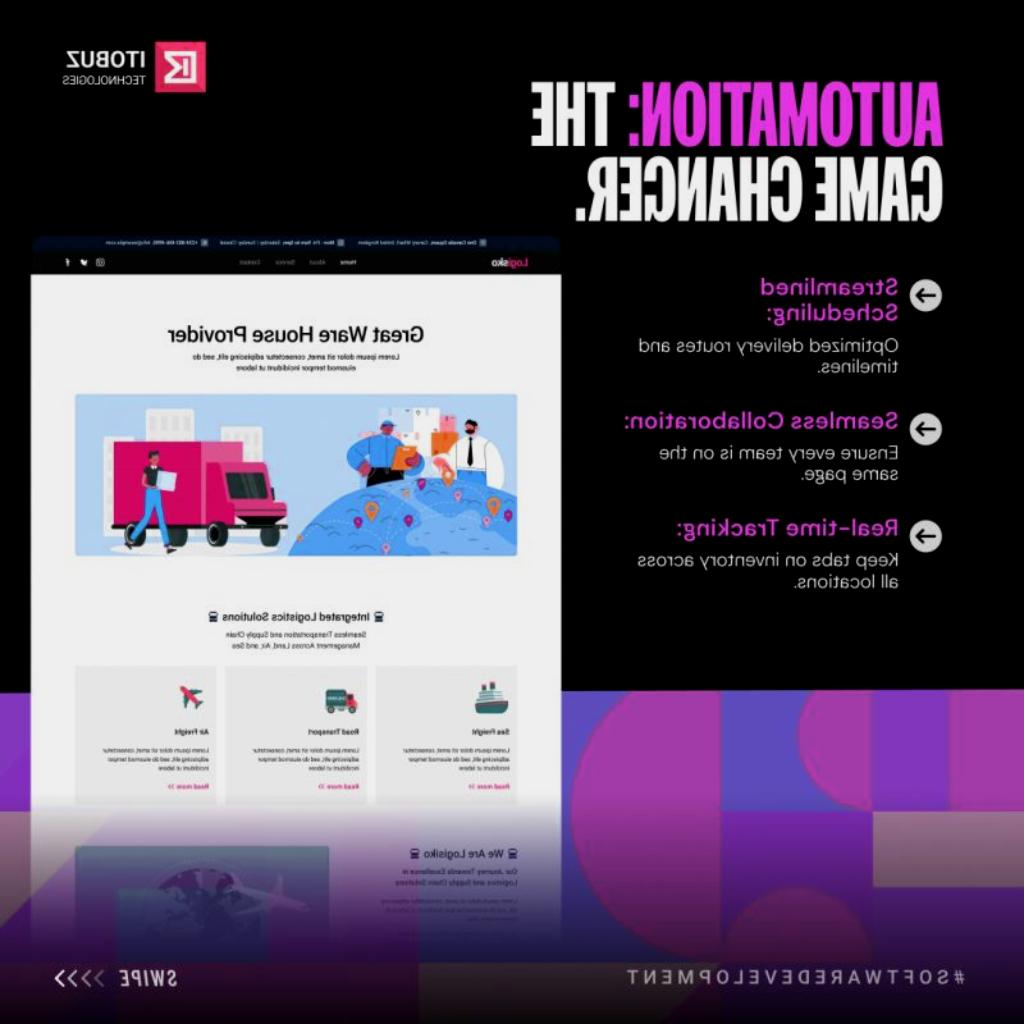 ITOBUZ
TECHNOLOGIES
AUTOMATION: THE
GAME CHANGER.
Streamlined
Scheduling:
Optimized delivery routes and
timelines.
Seamless Collaboration:
Ensure every team is on the
same page.
Real-time Tracking:
Keep tabs on inventory across
all locations.
One Canada Square, Canary Wharf, United Kingdom
Logisko
Home About Service Contact
Great Ware House Provider
Lorem ipsum dolor sit amet, consectetur adipiscing elit, sed do
eiusmod tempor incididunt ut labore
Integrated Logistics Solutions
Seamless Transportation and Supply Chain
Management Across Land, Air, and Sea
Sea Freight
Lorem ipsum dolor sit amet, consectetur
adipiscing elit, sed do eiusmod tempor
incididunt ut labore
Read more >>
Road Transport
Lorem ipsum dolor sit amet, consectetur
adipiscing elit, sed do eiusmod tempor
incididunt ut labore
Read more >>
Air Freight
Lorem ipsum dolor sit amet, consectetur
adipiscing elit, sed do eiusmod tempor
incididunt ut labore
Read more >>
We Are Logisiko
Our Journey Towards Excellence in
Logistics and Supply Chain Solutions
#SOFTWAREDEVELOPMENT
SWIPE >>>>